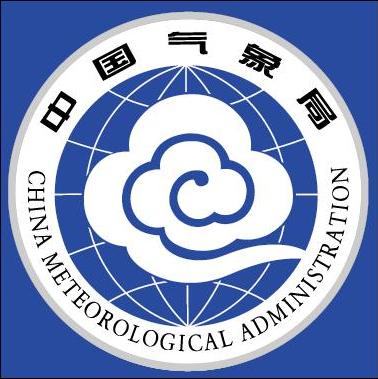 中国气象局
CHINA METEOROLOGICAL ADMINISTRATION